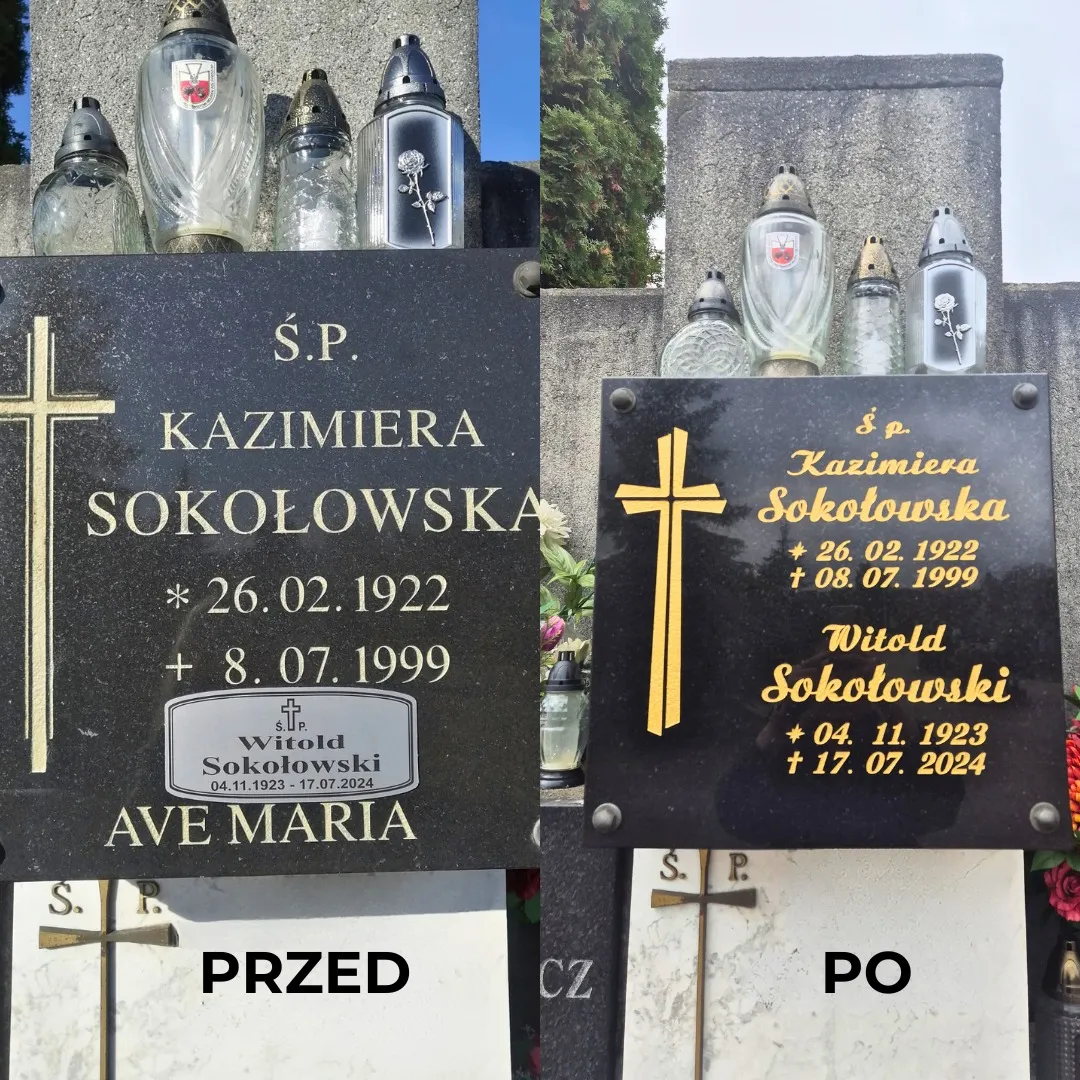 Ś.P.
KAZIMIERA
SOKOŁOWSKA
* 26. 02. 1922
+ 8. 07. 1999
Ś. P.
Witold
Sokołowski
04.11.1923 - 17.07.2024
AVE MARIA
Ś. P.
PRZED
Ś p.
Kazimiera
Sokołowska
* 26. 02. 1922
† 08. 07. 1999
Witold
Sokołowski
* 04. 11. 1923
† 17. 07. 2024
Ś. P.
CZ
PO